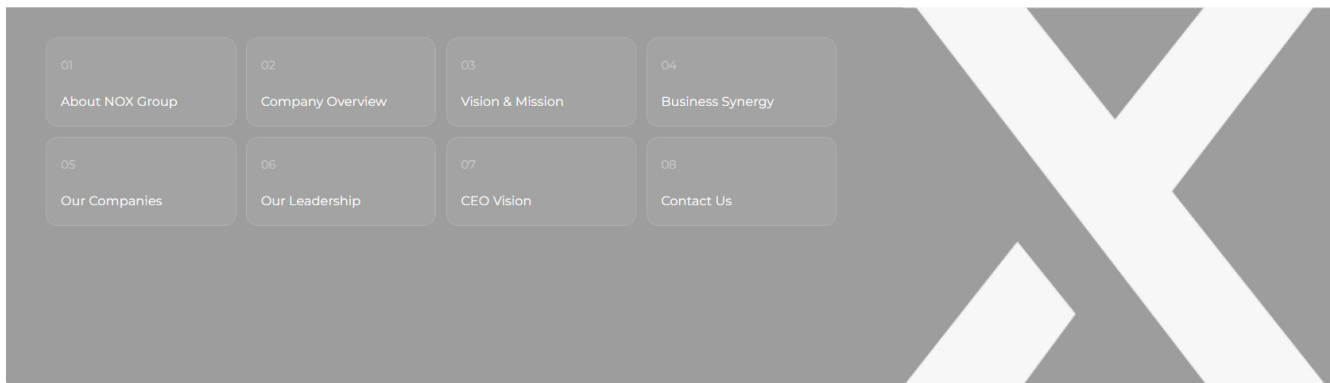 01
About NOX Group
02
Company Overview
03
Vision & Mission
04
Business Synergy
05
Our Companies
06
Our Leadership
07
CEO Vision
08
Contact Us